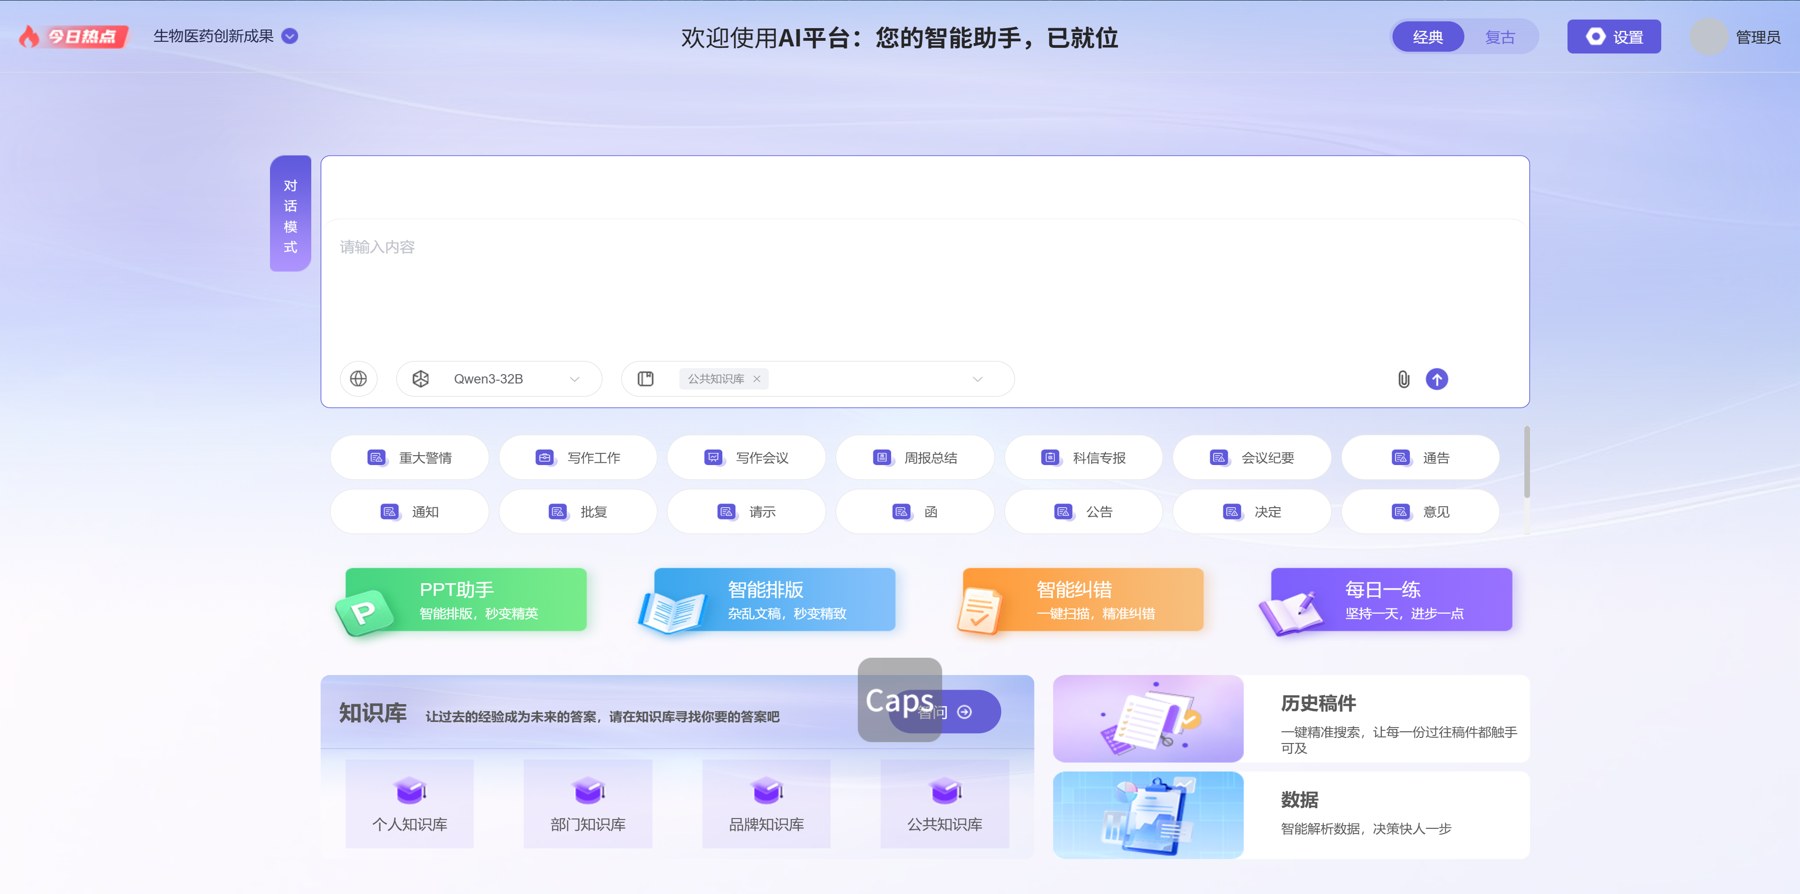 今日热点
生物医药创新成果
欢迎使用AI平台：您的智能助手，已就位
经典
复古
设置
管理员
对话模式
请输入内容
Qwen3-32B
公共知识库 ×
重大警情
写作工作
写作会议
周报总结
科信专报
会议纪要
通告
通知
批复
请示
函
公告
决定
意见
PPT助手
智能排版，秒变精英
智能排版
杂乱文稿，秒变精致
智能纠错
一键扫描，精准纠错
每日一练
坚持一天，进步一点
知识库
让过去的经验成为未来的答案，请在知识库寻找你要的答案吧
Caps
问
个人知识库
部门知识库
品牌知识库
公共知识库
历史稿件
一键精准搜索，让每一份过往稿件都触手
可及
数据
智能解析数据，决策快人一步